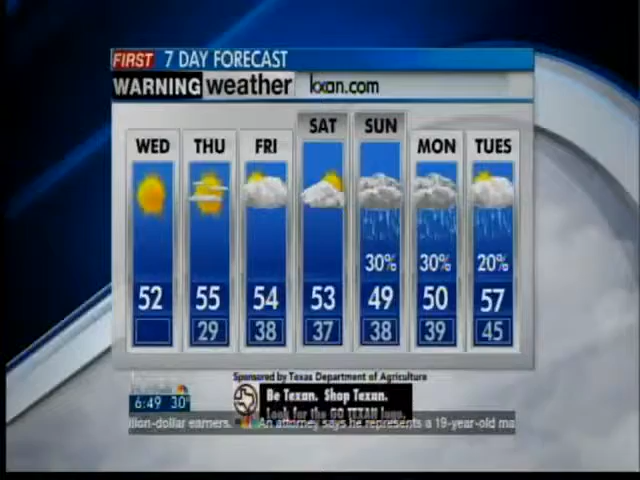 FIRST 7 DAY FORECAST
WARNING weather kxan.com
WED THU FRI SAT SUN MON TUES
30% 30% 20%
52 55 54 53 49 50 57
29 38 37 38 39 45
Sponsored by Texas Department of Agriculture
Be Texan. Shop Texan.
Look for the GO TEXAN logo.
6:49 30°
llion-dollar earners. An attorney says he represents a 19-year-old ma